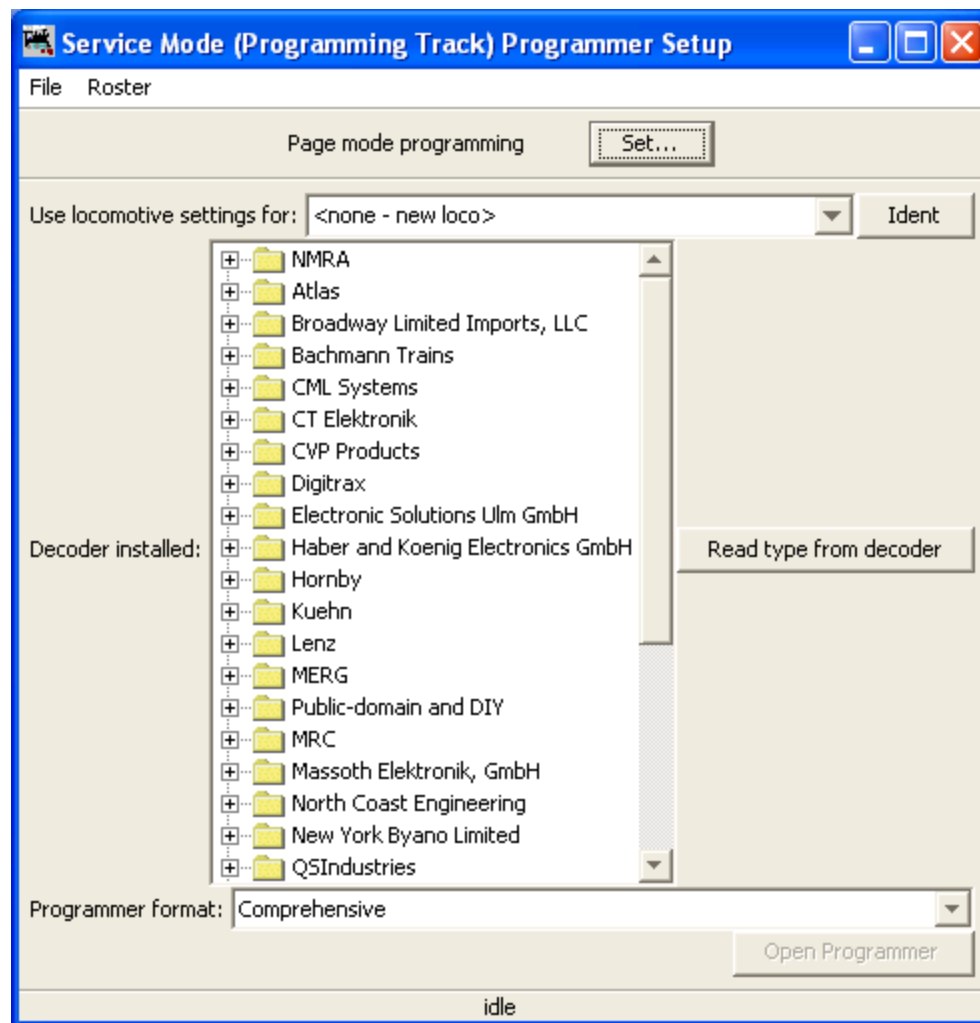 Service Mode (Programming Track) Programmer Setup
File Roster
Page mode programming Set...
Use locomotive settings for: <none - new loco> Ident
NMRA
Atlas
Broadway Limited Imports, LLC
Bachmann Trains
CML Systems
CT Elektronik
CVP Products
Digitrax
Electronic Solutions Ulm GmbH
Decoder installed: Haber and Koenig Electronics GmbH Read type from decoder
Hornby
Kuehn
Lenz
MERG
Public-domain and DIY
MRC
Massoth Elektronik, GmbH
North Coast Engineering
New York Byano Limited
QSIndustries
Programmer format: Comprehensive
Open Programmer
idle